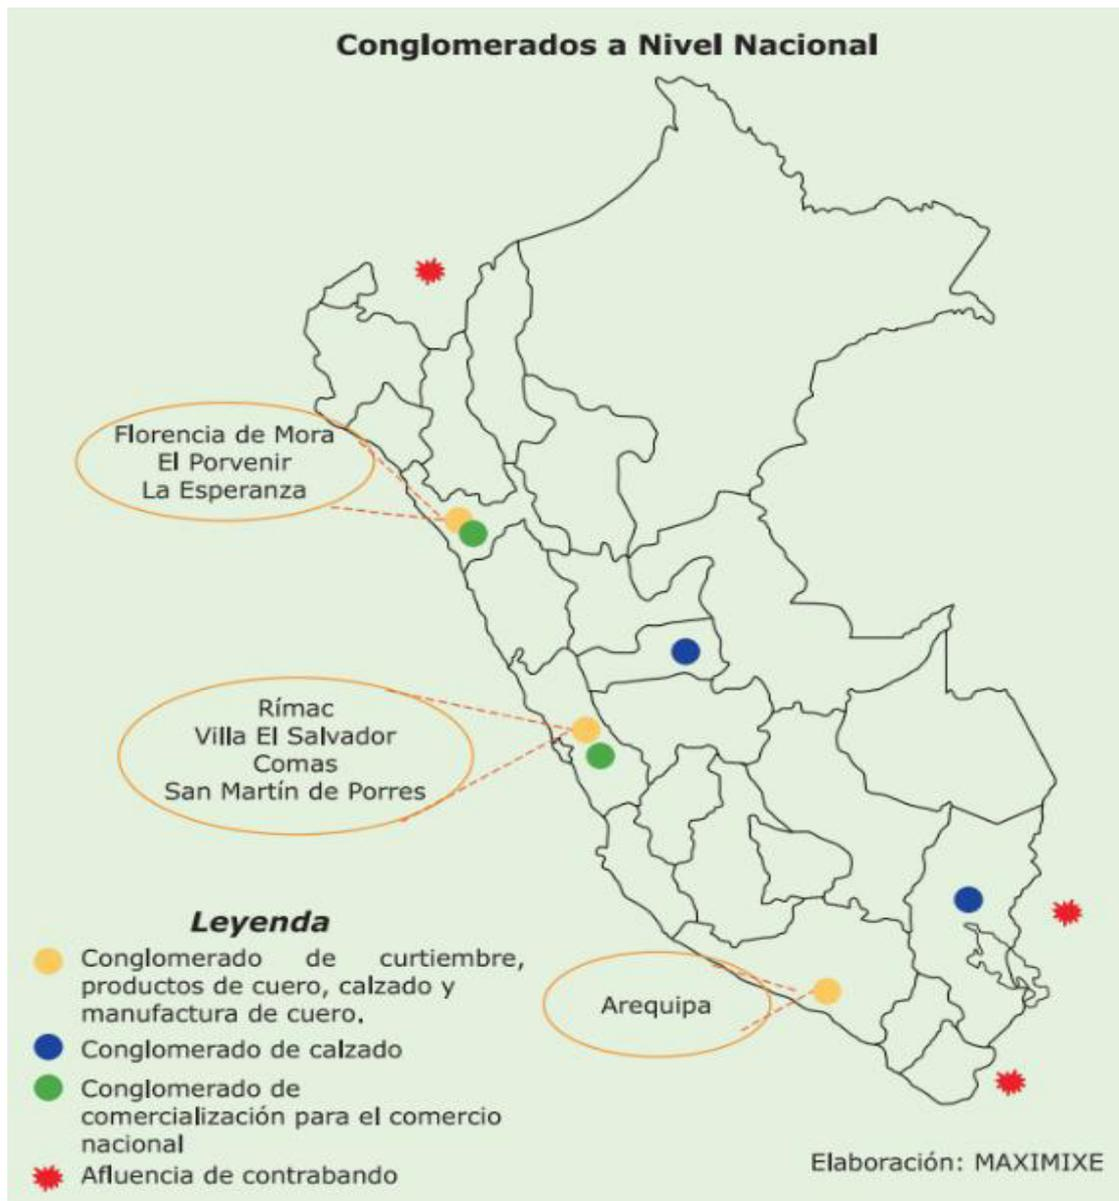 Conglomerados a Nivel Nacional
Florencia de Mora
El Porvenir
La Esperanza
Rímac
Villa El Salvador
Comas
San Martín de Porres
Arequipa
Leyenda
Conglomerado de curtiembre,
productos de cuero, calzado y
manufactura de cuero.
Conglomerado de calzado
Conglomerado de
comercialización para el comercio
nacional
Afluencia de contrabando
Elaboración: MAXIMIXE